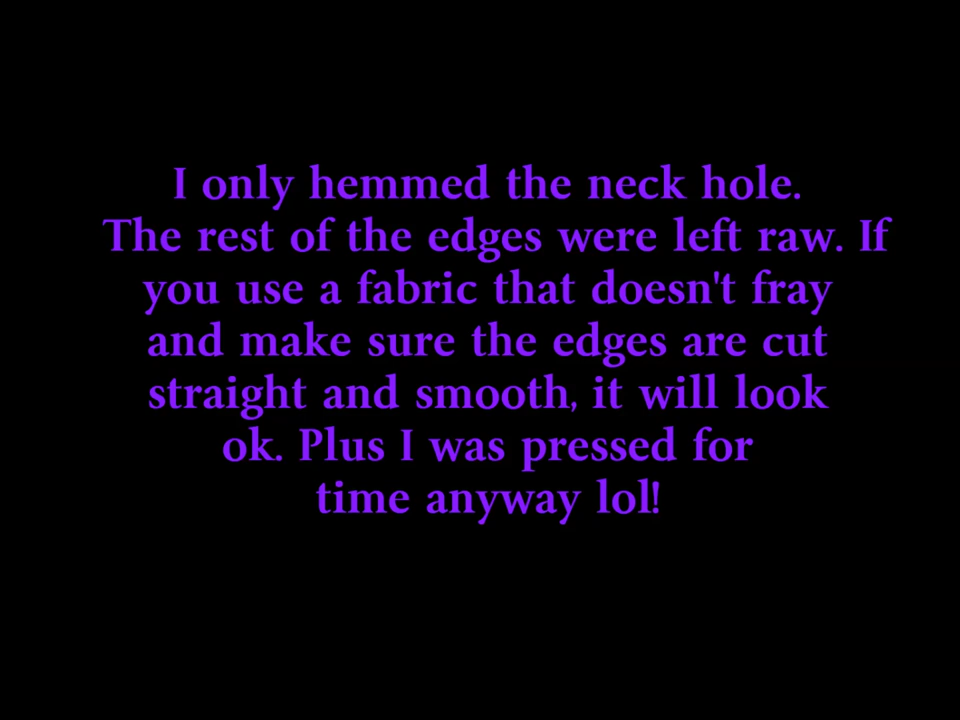 I only hemmed the neck hole.
The rest of the edges were left raw. If
you use a fabric that doesn't fray
and make sure the edges are cut
straight and smooth, it will look
ok. Plus I was pressed for
time anyway lol!